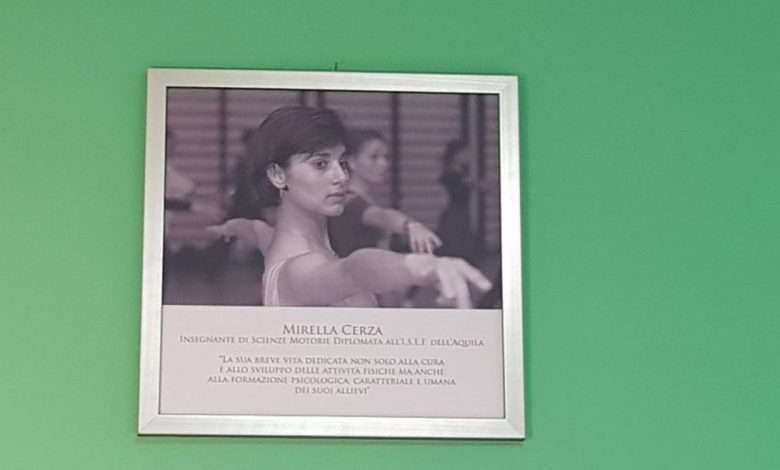 Mirella Cerza
Insegnante di Scienze Motorie Diplomata all'I.S.E.F. dell'Aquila
"La sua breve vita dedicata non solo alla cura
e allo sviluppo delle attività fisiche ma anche
alla formazione psicologica, caratteriale e umana
dei suoi allievi"